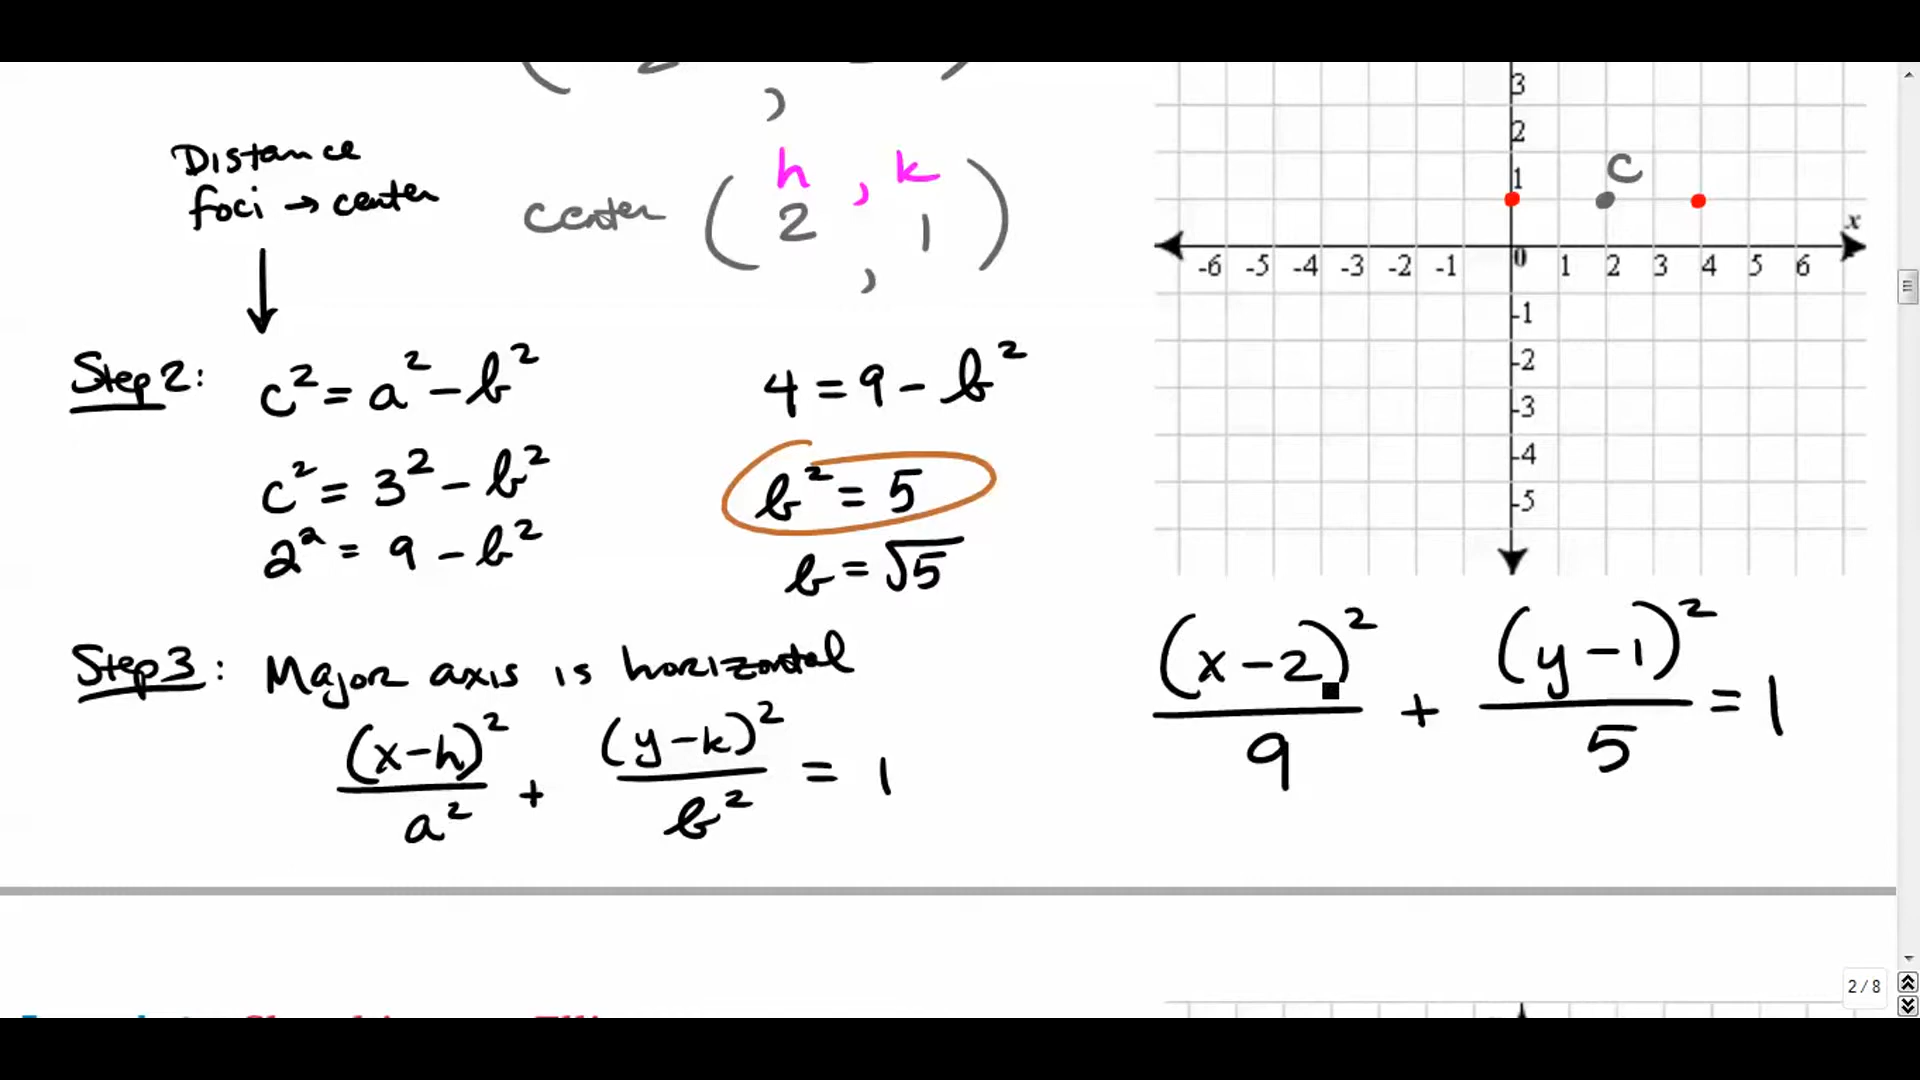 Distance
foci → center
h , k
center ( 2 , 1 )
Step 2: c² = a² - b²
c² = 3² - b²
2² = 9 - b²
4 = 9 - b²
b² = 5
b = √5
Step 3: Major axis is horizontal
(x-h)²/a² + (y-k)²/b² = 1
3
2
1
C
x
-6 -5 -4 -3 -2 -1 0 1 2 3 4 5 6
-1
-2
-3
-4
-5
(x-2)²/9 + (y-1)²/5 = 1
2 / 8